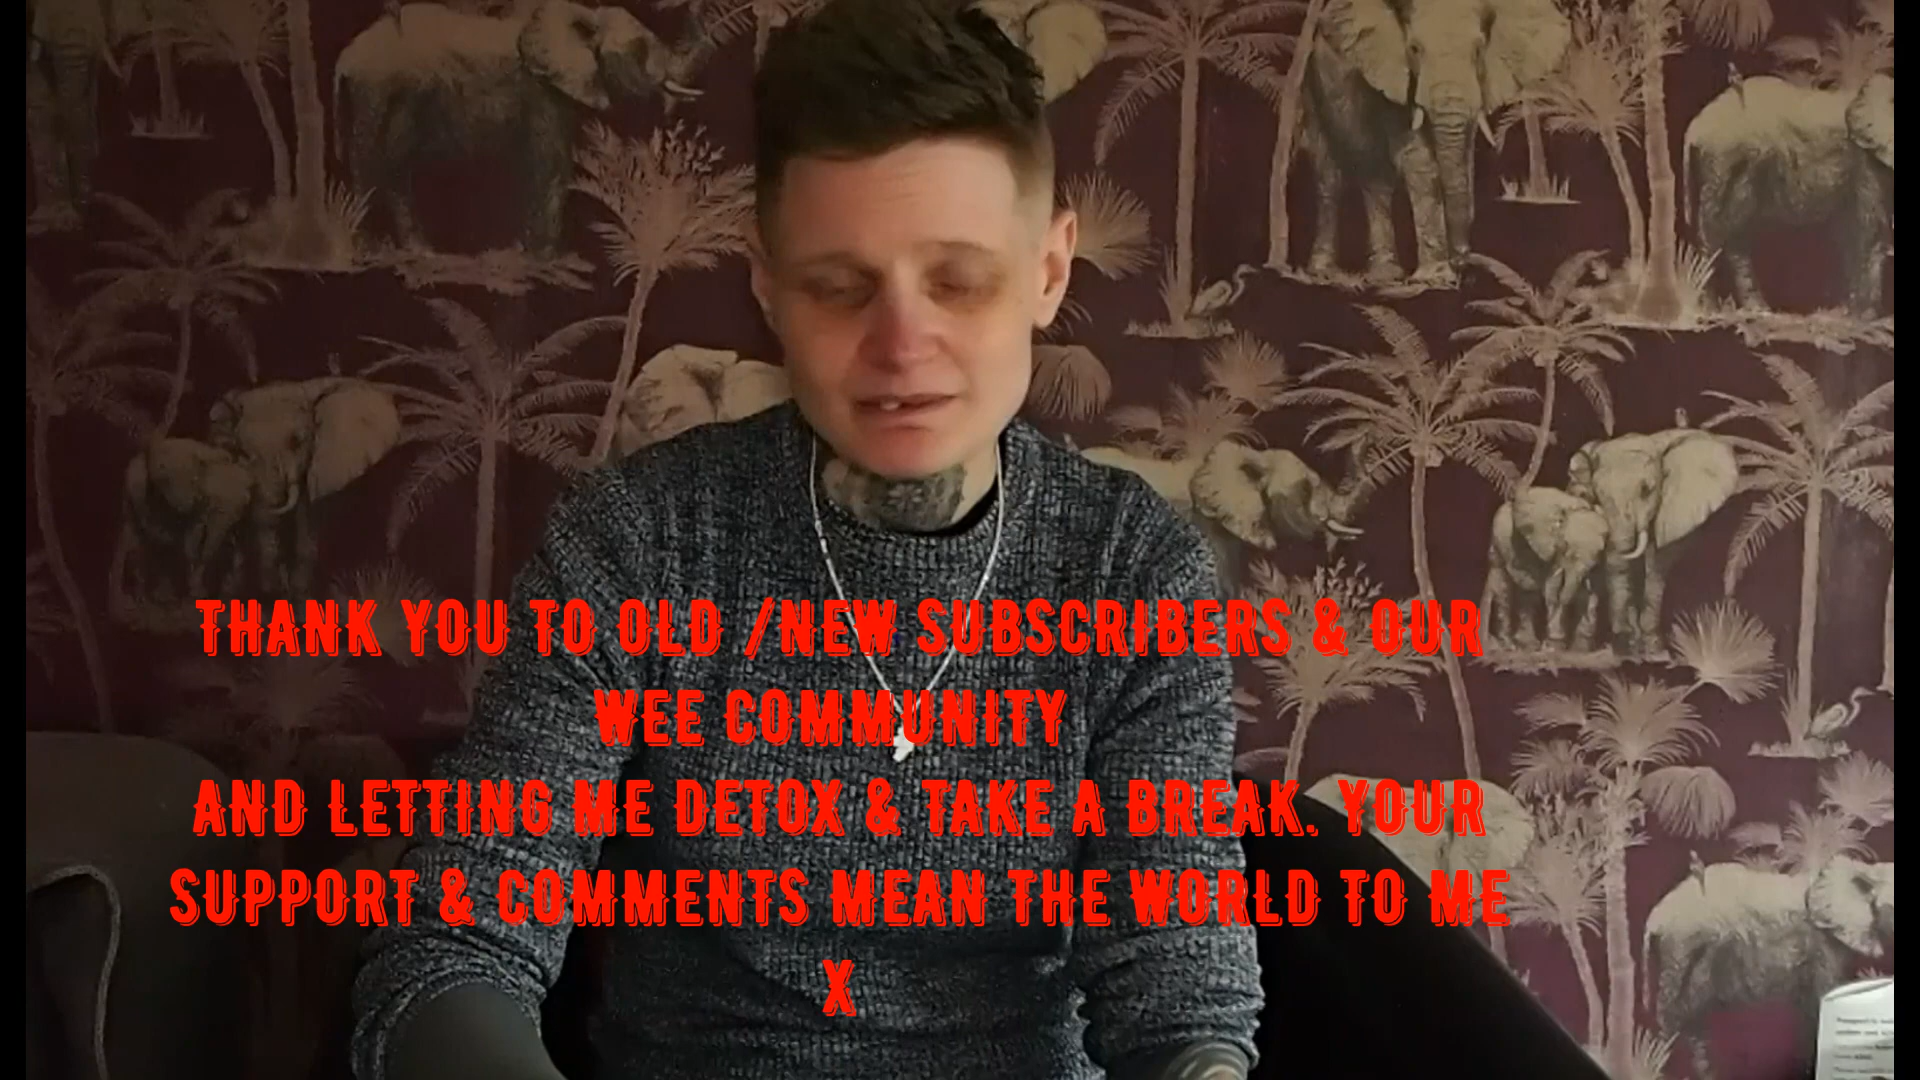 THANK YOU TO OLD /NEW SUBSCRIBERS & OUR
WEE COMMUNITY
AND LETTING ME DETOX & TAKE A BREAK. YOUR
SUPPORT & COMMENTS MEAN THE WORLD TO ME
X